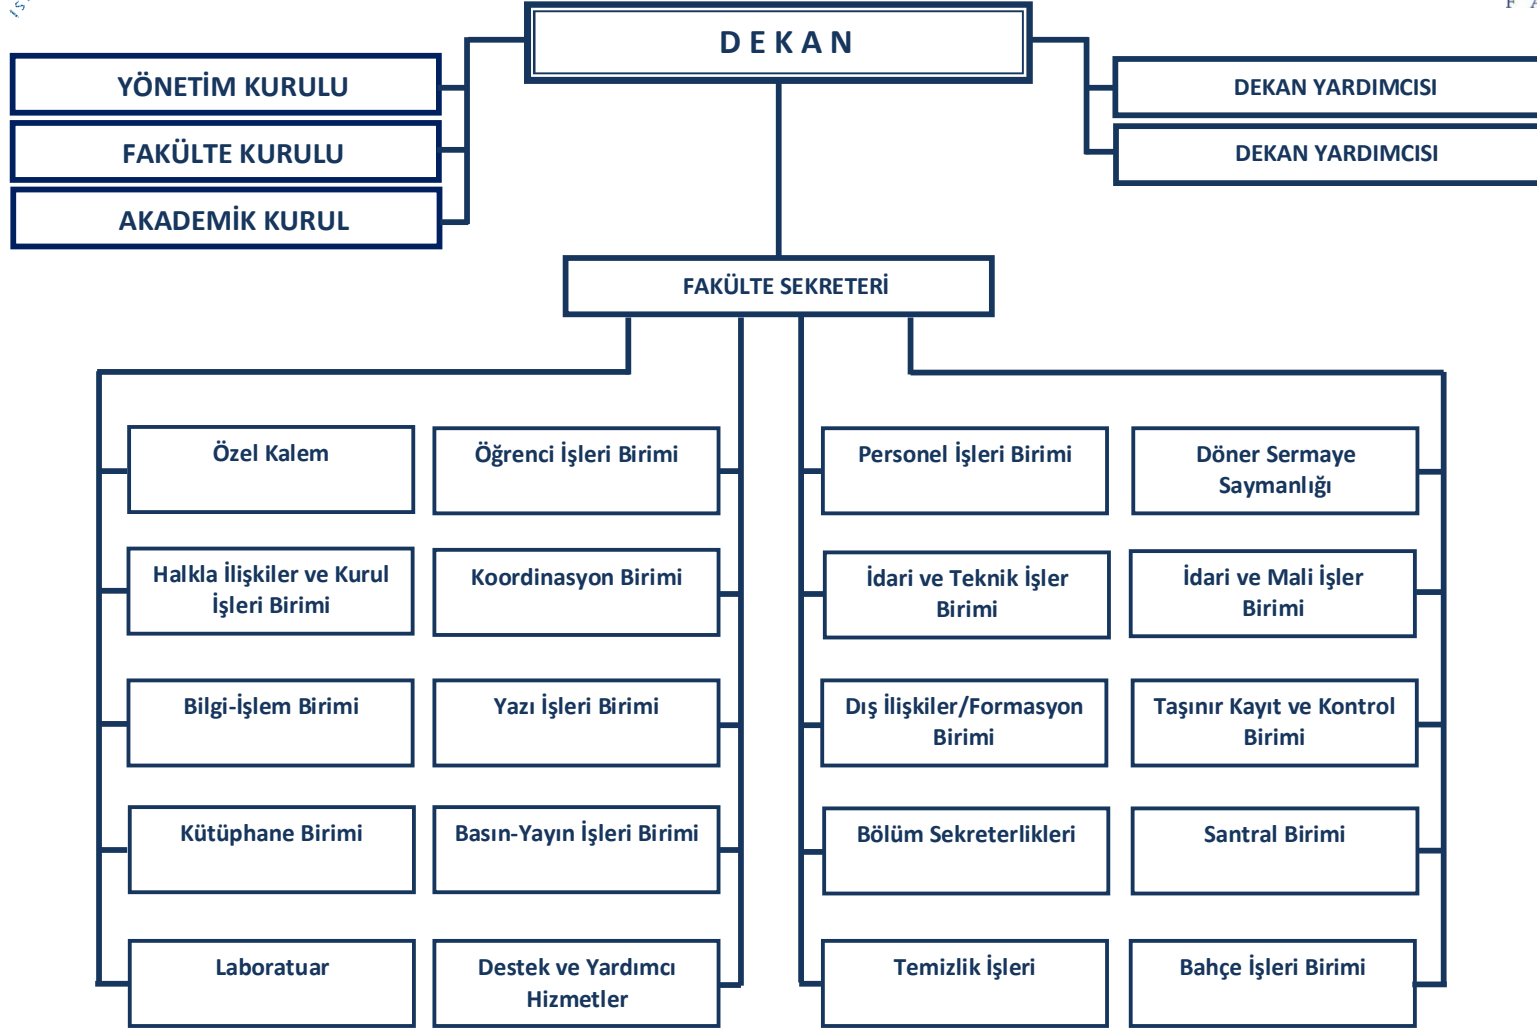 D E K A N
YÖNETİM KURULU
FAKÜLTE KURULU
AKADEMİK KURUL
DEKAN YARDIMCISI
DEKAN YARDIMCISI
FAKÜLTE SEKRETERİ
Özel Kalem
Öğrenci İşleri Birimi
Personel İşleri Birimi
Döner Sermaye
Saymanlığı
Halkla İlişkiler ve Kurul
İşleri Birimi
Koordinasyon Birimi
İdari ve Teknik İşler
Birimi
İdari ve Mali İşler
Birimi
Bilgi-İşlem Birimi
Yazı İşleri Birimi
Dış İlişkiler/Formasyon
Birimi
Taşınır Kayıt ve Kontrol
Birimi
Kütüphane Birimi
Basın-Yayın İşleri Birimi
Bölüm Sekreterlikleri
Santral Birimi
Laboratuar
Destek ve Yardımcı
Hizmetler
Temizlik İşleri
Bahçe İşleri Birimi